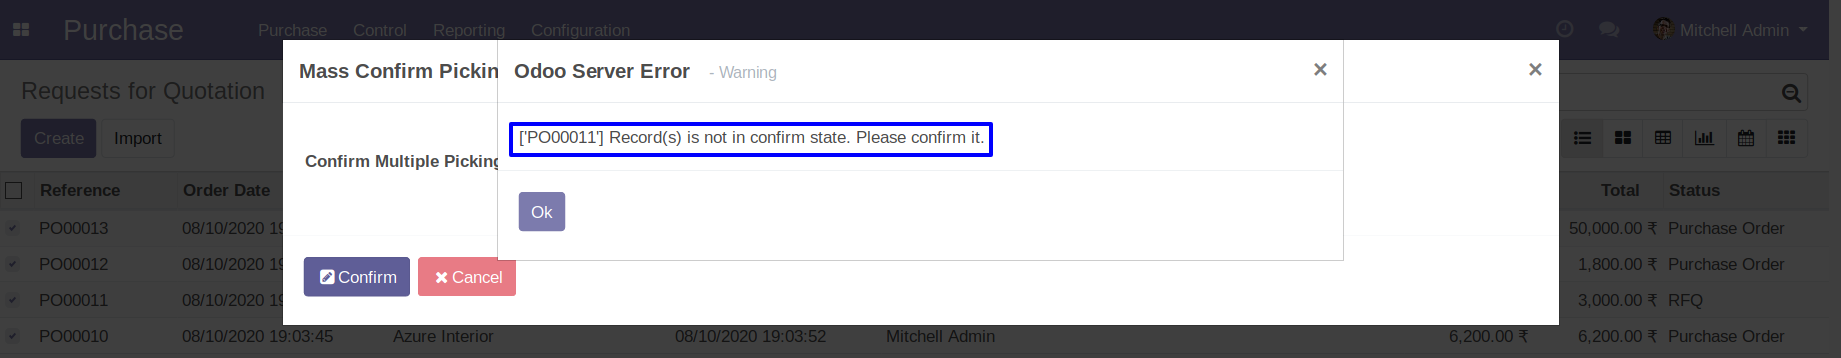 Purchase Purchase Control Reporting Configuration Mitchell Admin
Mass Confirm Pickin Odoo Server Error - Warning × ×
Requests for Quotation
['PO00011'] Record(s) is not in confirm state. Please confirm it.
Create Import
Confirm Multiple Picking
Reference Order Date Total Status
Ok
PO00013 08/10/2020 19 50,000.00 ₹ Purchase Order
PO00012 08/10/2020 19 1,800.00 ₹ Purchase Order
Confirm Cancel
PO00011 08/10/2020 19 3,000.00 ₹ RFQ
PO00010 08/10/2020 19:03:45 Azure Interior 08/10/2020 19:03:52 Mitchell Admin 6,200.00 ₹ 6,200.00 ₹ Purchase Order